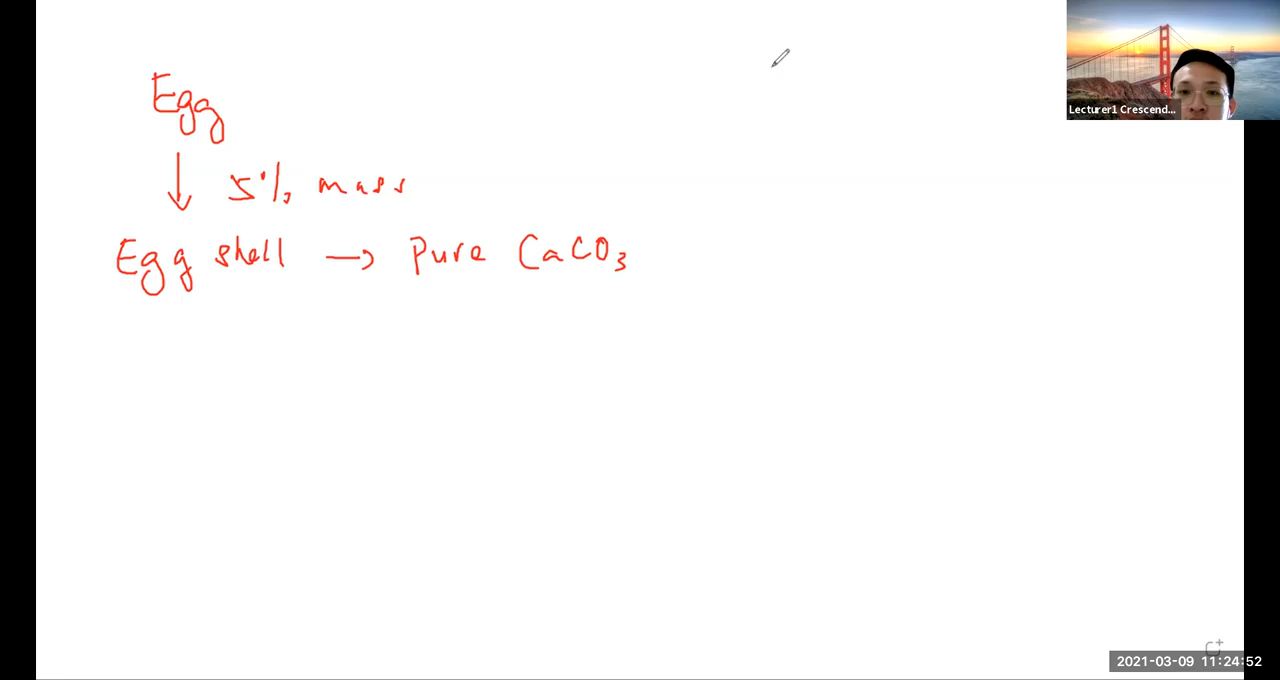 Egg
↓ 5% mass
Egg shell → Pure CaCO3
Lecturer1 Crescend...
2021-03-09 11:24:52